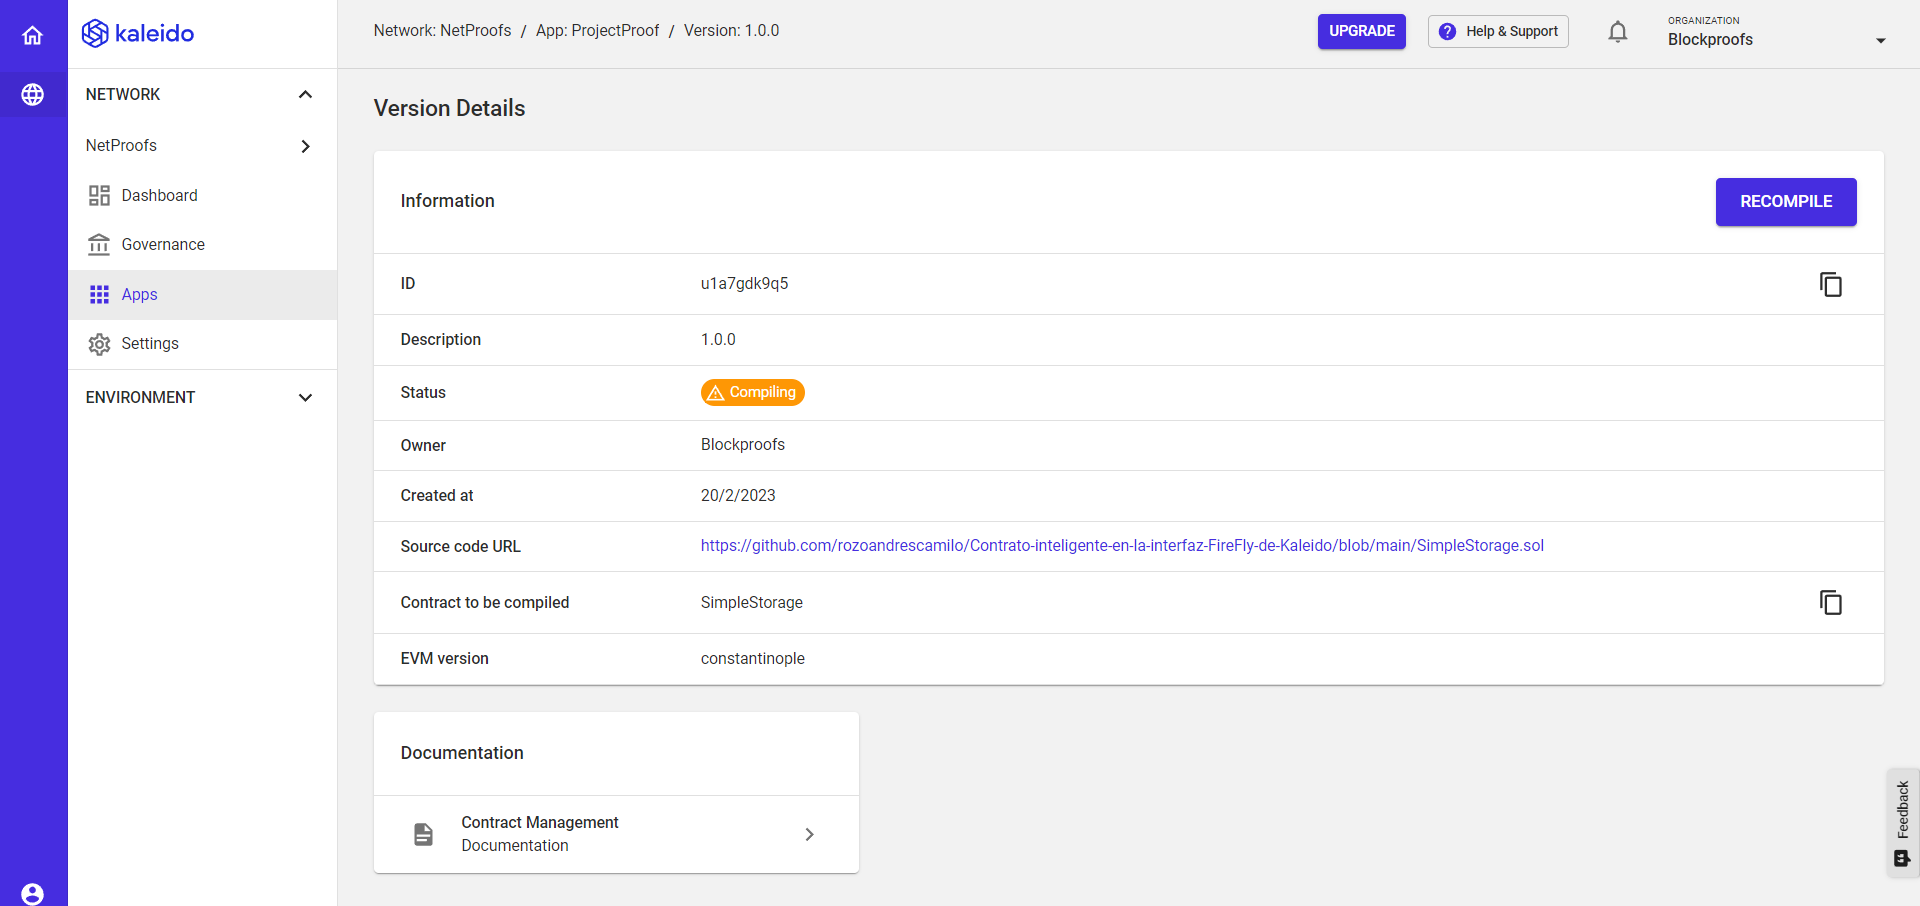 kaleido
Network: NetProofs / App: ProjectProof / Version: 1.0.0
UPGRADE
? Help & Support
ORGANIZATION
Blockproofs
NETWORK
NetProofs
Dashboard
Governance
Apps
Settings
ENVIRONMENT
Version Details
Information
RECOMPILE
ID u1a7gdk9q5
Description 1.0.0
Status Compiling
Owner Blockproofs
Created at 20/2/2023
Source code URL https://github.com/rozoandrescamilo/Contrato-inteligente-en-la-interfaz-FireFly-de-Kaleido/blob/main/SimpleStorage.sol
Contract to be compiled SimpleStorage
EVM version constantinople
Documentation
Contract Management
Documentation
Feedback